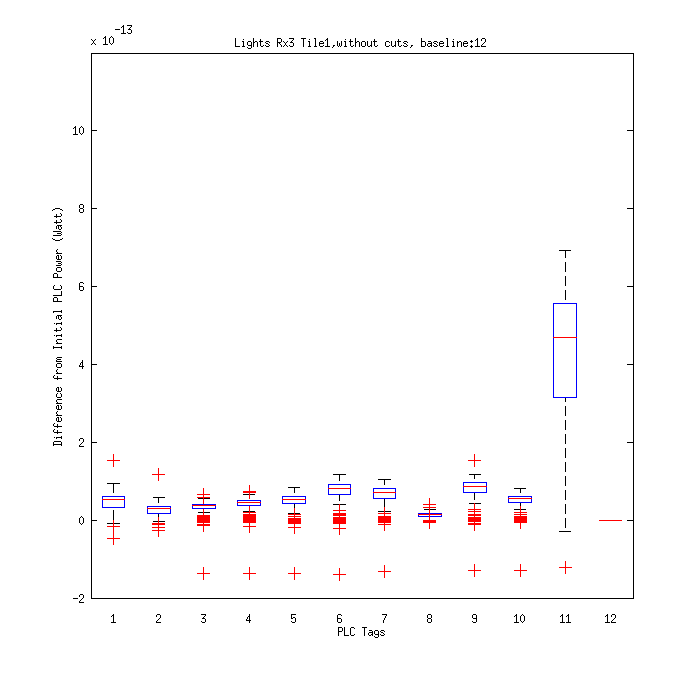 x 10-13
Lights Rx3 Tile1,without cuts, baseline:12
10
8
6
4
2
0
-2
Difference from Initial PLC Power (Watt)
1 2 3 4 5 6 7 8 9 10 11 12
PLC Tags